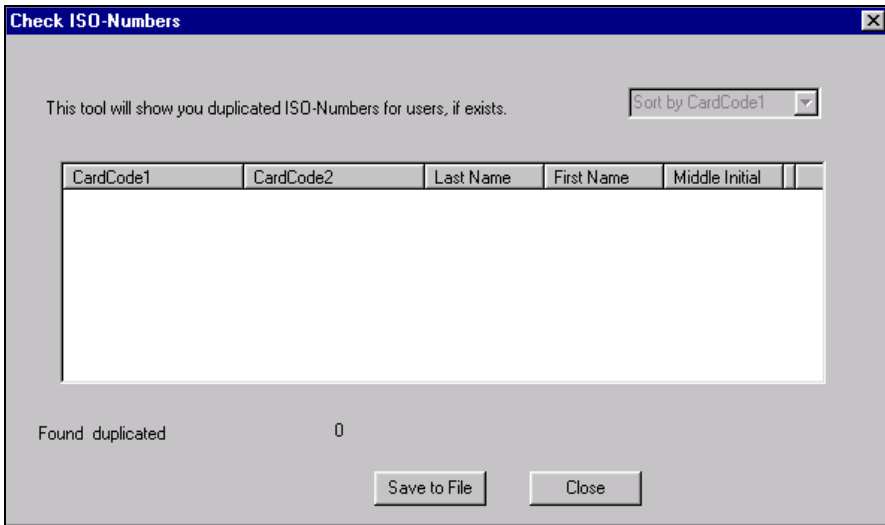 Check ISO-Numbers
This tool will show you duplicated ISO-Numbers for users, if exists.
Sort by CardCode1
CardCode1 CardCode2 Last Name First Name Middle Initial
Found duplicated 0
Save to File Close